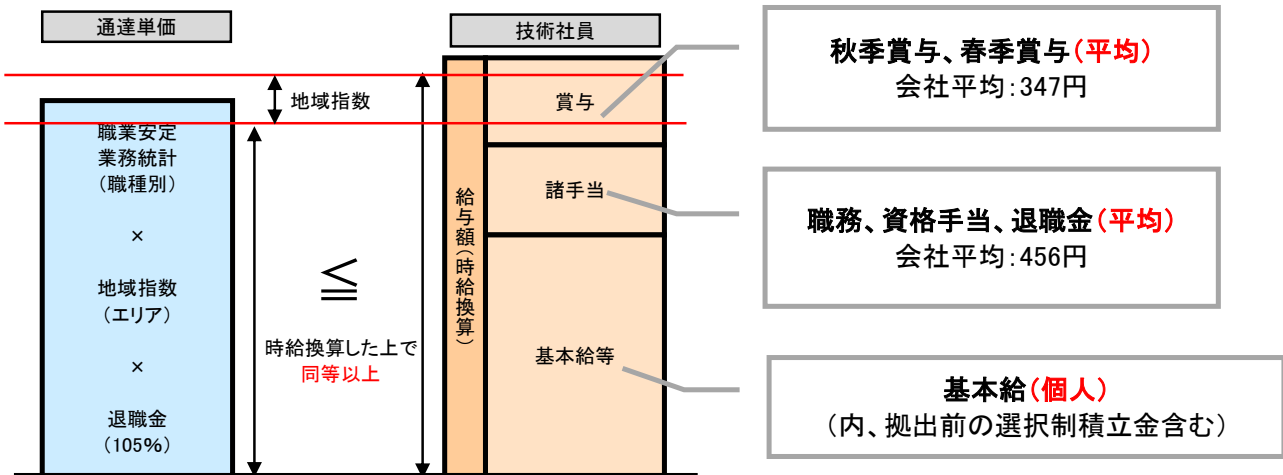 通達単価
職業安定
業務統計
（職種別）
×
地域指数
（エリア）
×
退職金
（105％）
地域指数
≦
時給換算した上で
同等以上
技術社員
給与額（時給換算）
賞与
諸手当
基本給等
秋季賞与、春季賞与（平均）
会社平均：347円
職務、資格手当、退職金（平均）
会社平均：456円
基本給（個人）
（内、拠出前の選択制積立金含む）